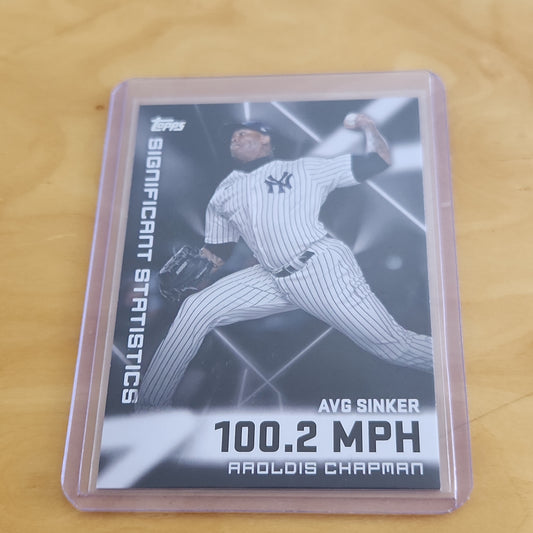 Topps
SIGNIFICANT STATISTICS
NY
AVG SINKER
100.2 MPH
AROLDIS CHAPMAN